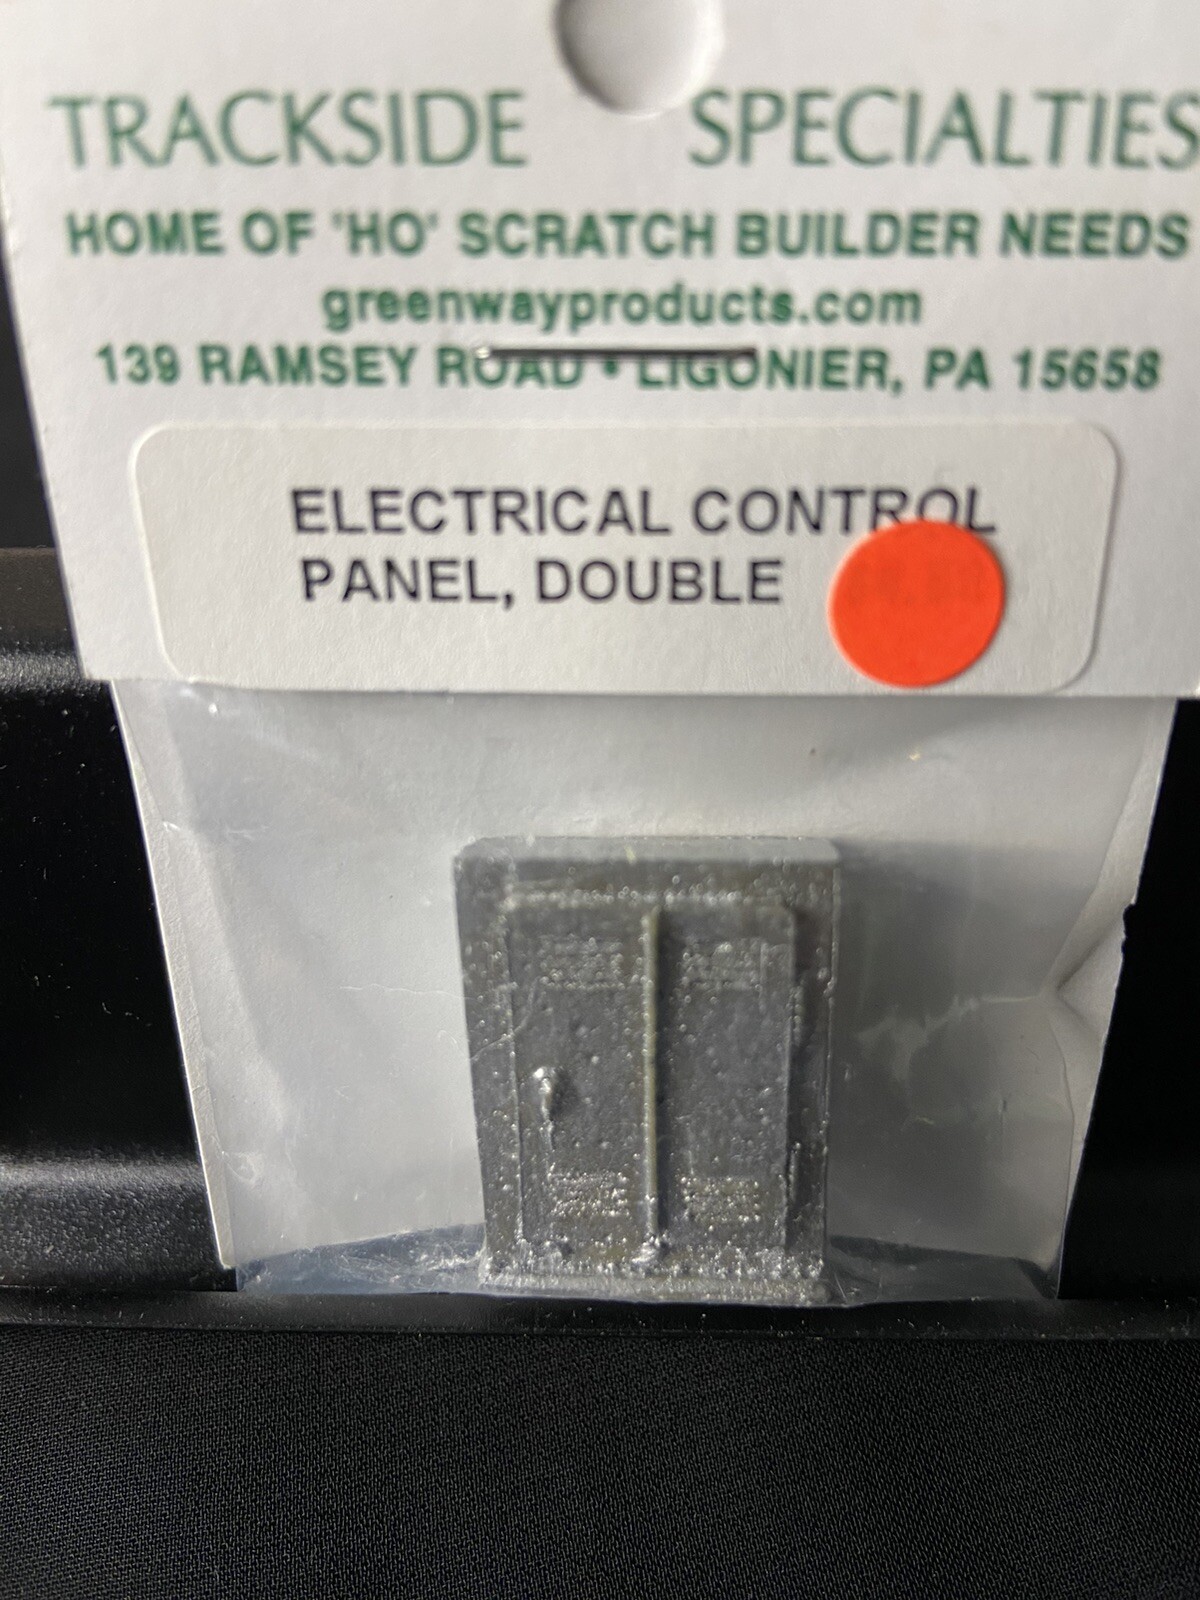 TRACKSIDE SPECIALTIES
HOME OF 'HO' SCRATCH BUILDER NEEDS
greenwayproducts.com
139 RAMSEY ROAD • LIGONIER, PA 15658
ELECTRICAL CONTROL
PANEL, DOUBLE